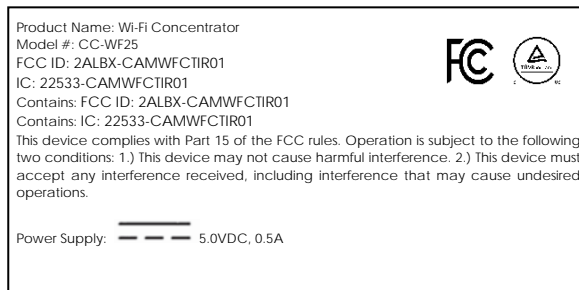 Product Name: Wi-Fi Concentrator
Model #: CC-WF25
FCC ID: 2ALBX-CAMWFCTIR01
IC: 22533-CAMWFCTIR01
Contains: FCC ID: 2ALBX-CAMWFCTIR01
Contains: IC: 22533-CAMWFCTIR01
This device complies with Part 15 of the FCC rules. Operation is subject to the following
two conditions: 1.) This device may not cause harmful interference. 2.) This device must
accept any interference received, including interference that may cause undesired
operations.
Power Supply: 5.0VDC, 0.5A
FCC